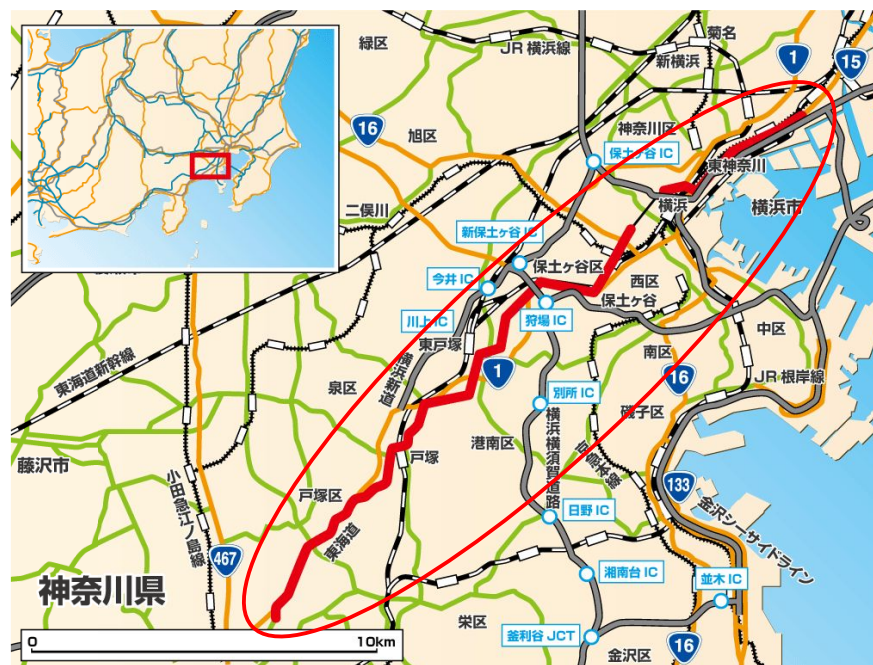 緑区
JR 横浜線
菊名
新横浜
1
15
16
旭区
神奈川区
保土ヶ谷 IC
東神奈川
二俣川
横浜
横浜市
新保土ヶ谷 IC
保土ヶ谷区
今井 IC
西区
保土ヶ谷
川上 IC
狩場 IC
中区
東戸塚
南区
横浜新道
1
16
JR 根岸線
東海道新幹線
泉区
別所 IC
磯子区
港南区
横浜横須賀道路
京急本線
藤沢市
戸塚
小田急江ノ島線
戸塚区
133
東海道
日野 IC
金沢シーサイドライン
467
湘南台 IC
並木 IC
神奈川県
栄区
釜利谷 JCT
16
金沢区
0
10km